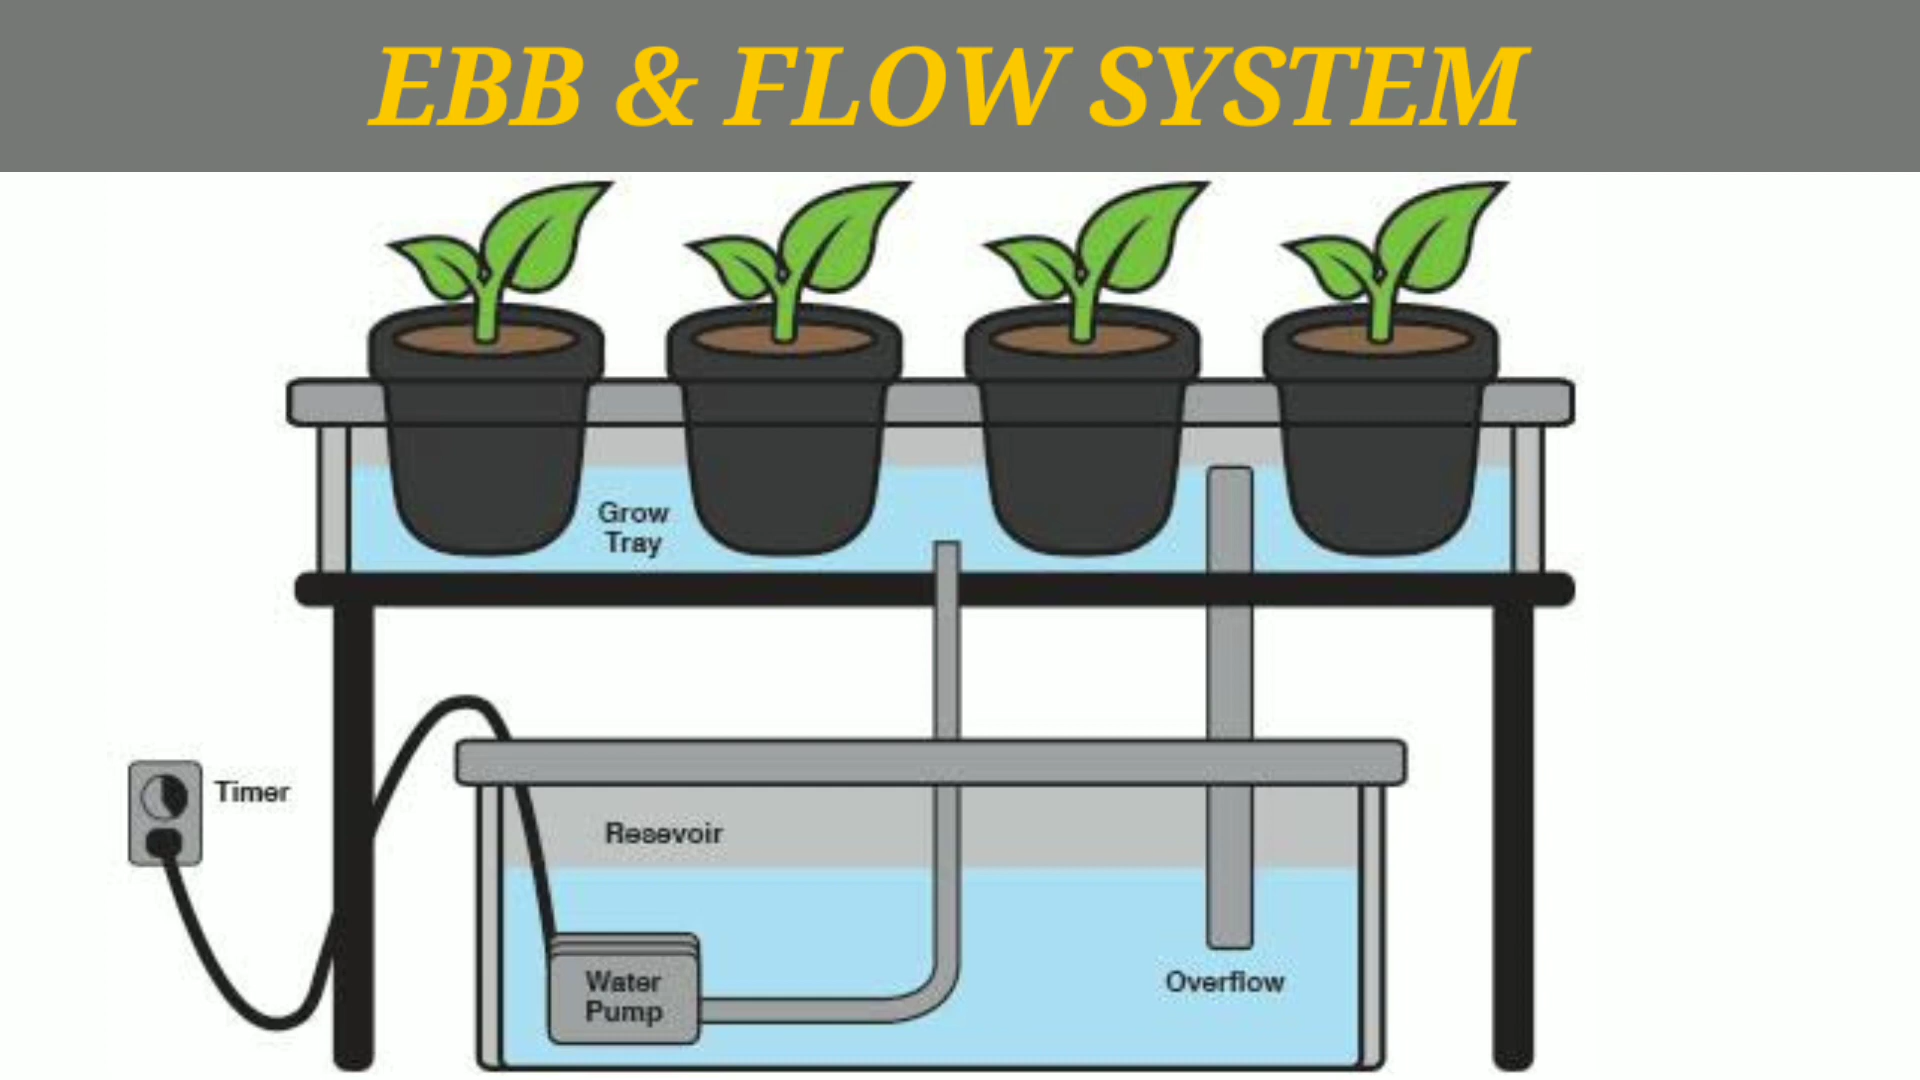 EBB & FLOW SYSTEM
Grow
Tray
Timer
Resevoir
Water
Pump
Overflow